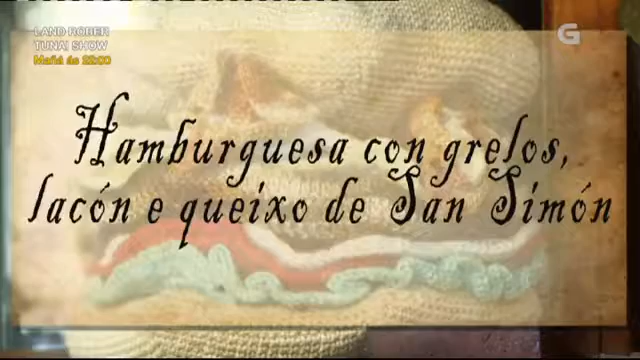 LAND ROBER
TUNAI SHOW
Mañá ás 22:00
G
Hamburguesa con grelos,
lacón e queixo de San Simón